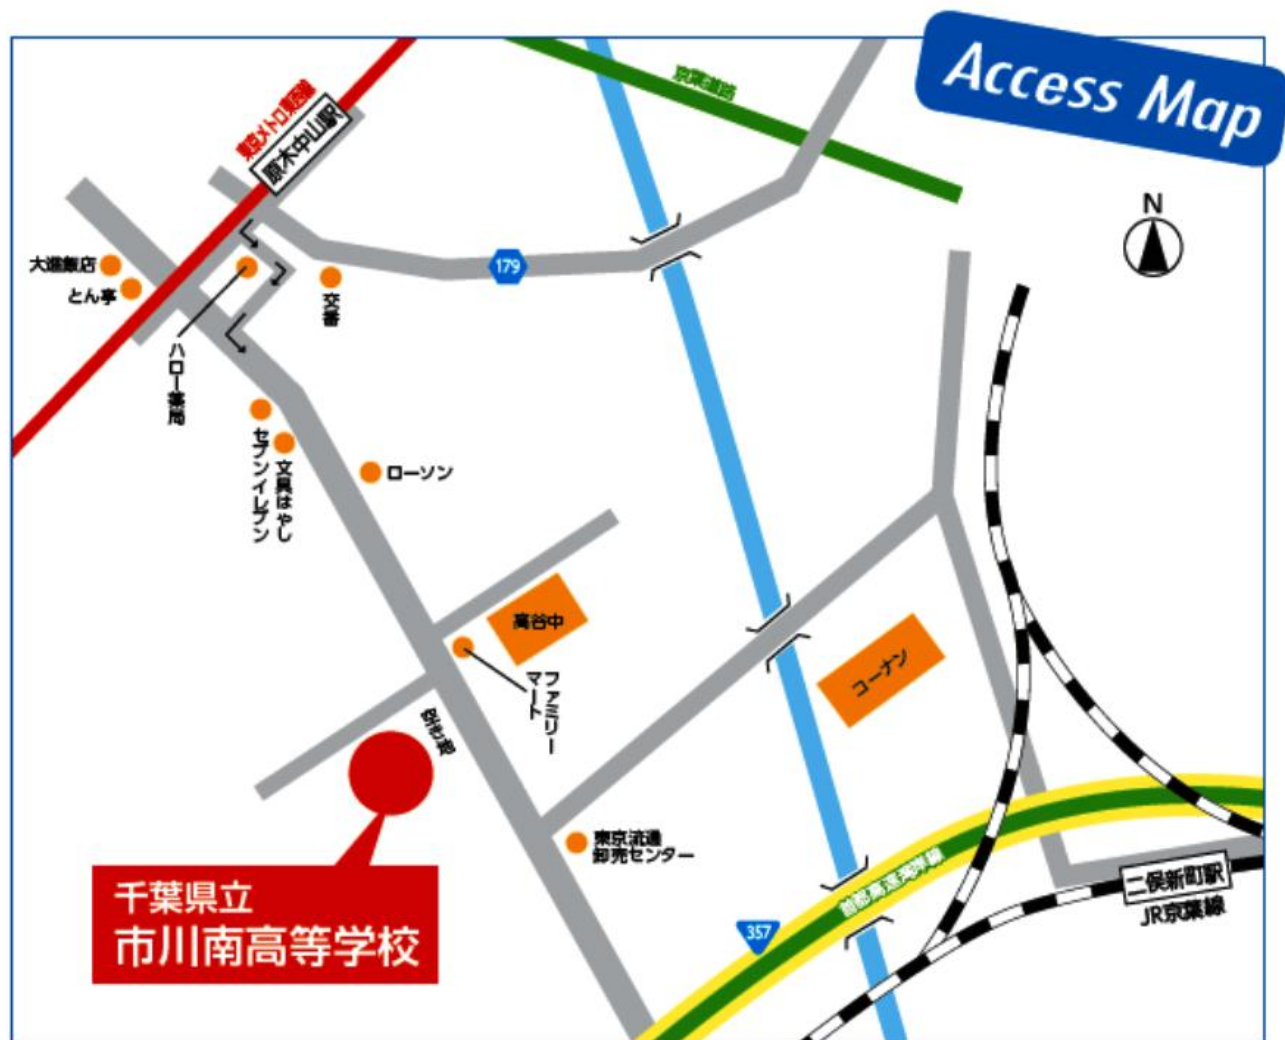 Access Map
京葉道路
東京メトロ東西線
原木中山駅
N
大進飯店
とん亭
179
交番
ハロー薬局
セブンイレブン
文具はやし
ローソン
高谷中
ファミリー
マート
コーナン
東京流通
卸売センター
千葉県立
市川南高等学校
首都高速湾岸線
357
二俣新町駅
JR京葉線